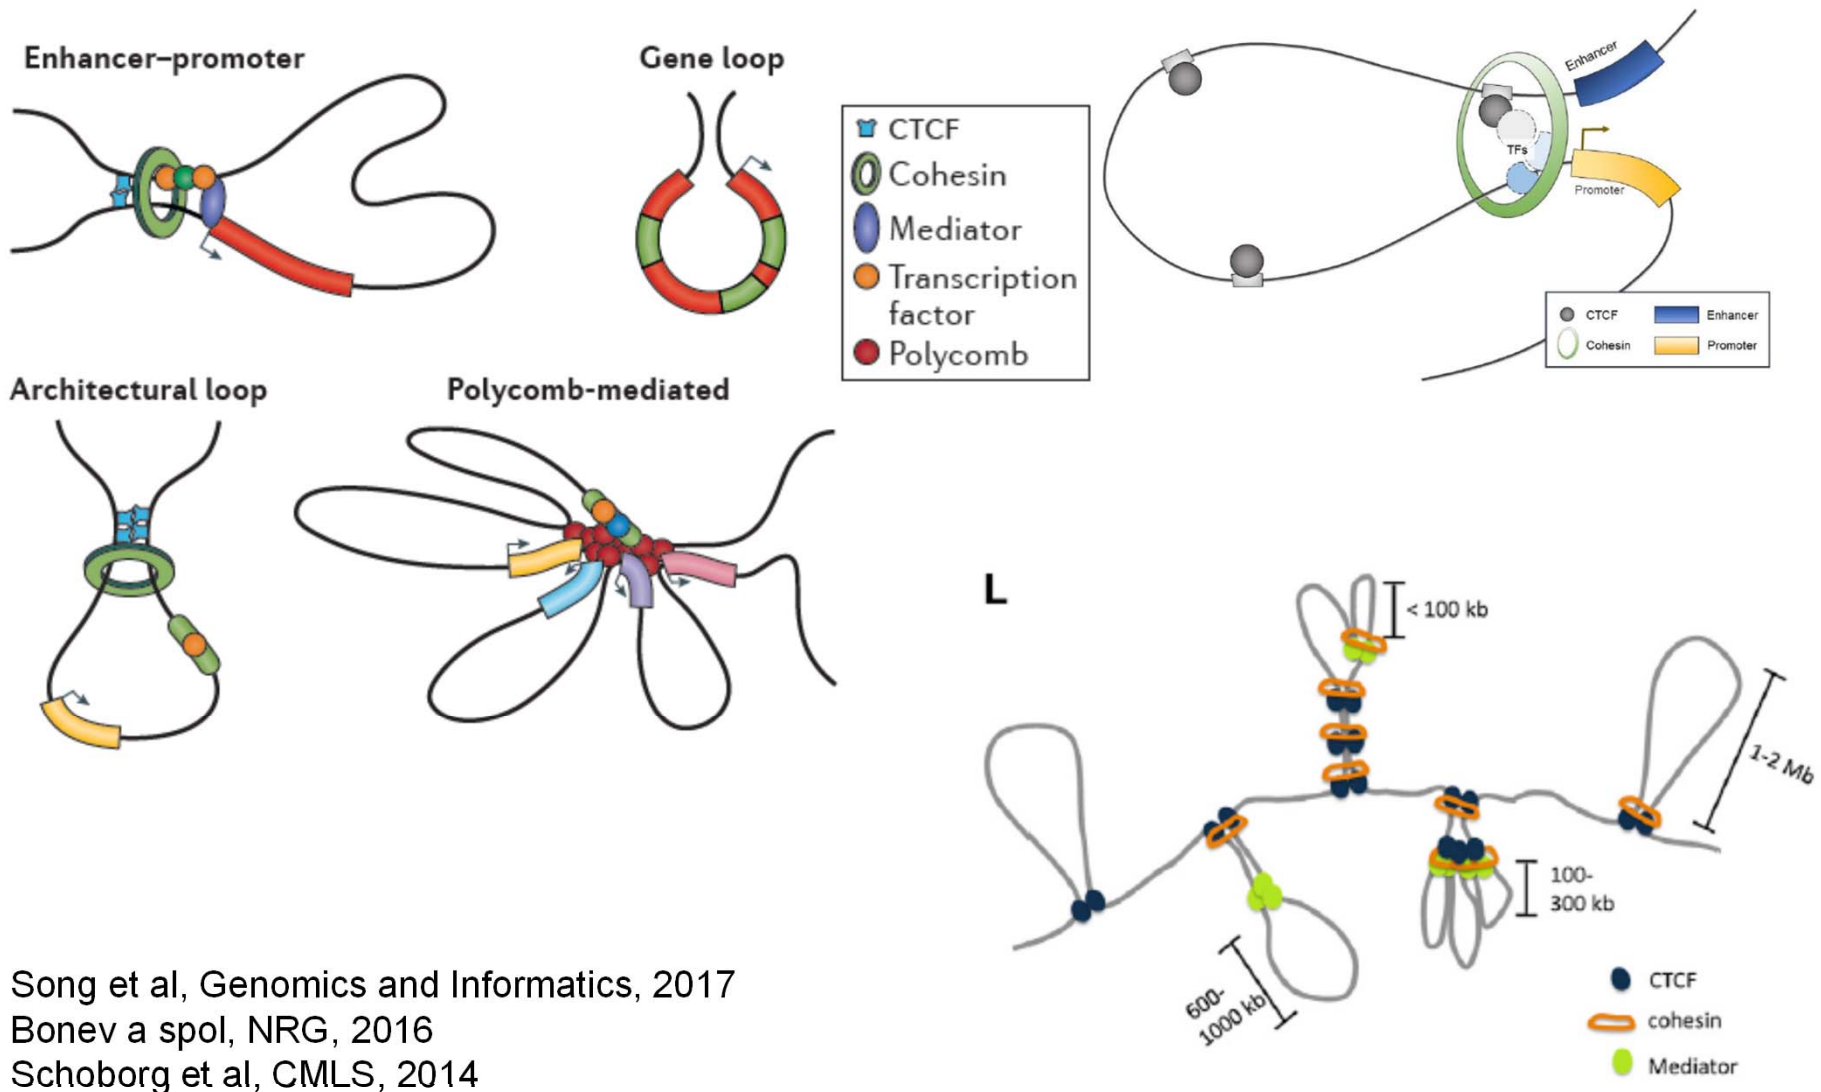 Enhancer–promoter
Gene loop
CTCF
Cohesin
Mediator
Transcription
factor
Polycomb
Enhancer
TFs
Promoter
CTCF
Enhancer
Cohesin
Promoter
Architectural loop
Polycomb-mediated
L
< 100 kb
1-2 Mb
100-
300 kb
600-
1000 kb
CTCF
cohesin
Mediator
Song et al, Genomics and Informatics, 2017
Bonev a spol, NRG, 2016
Schoborg et al, CMLS, 2014